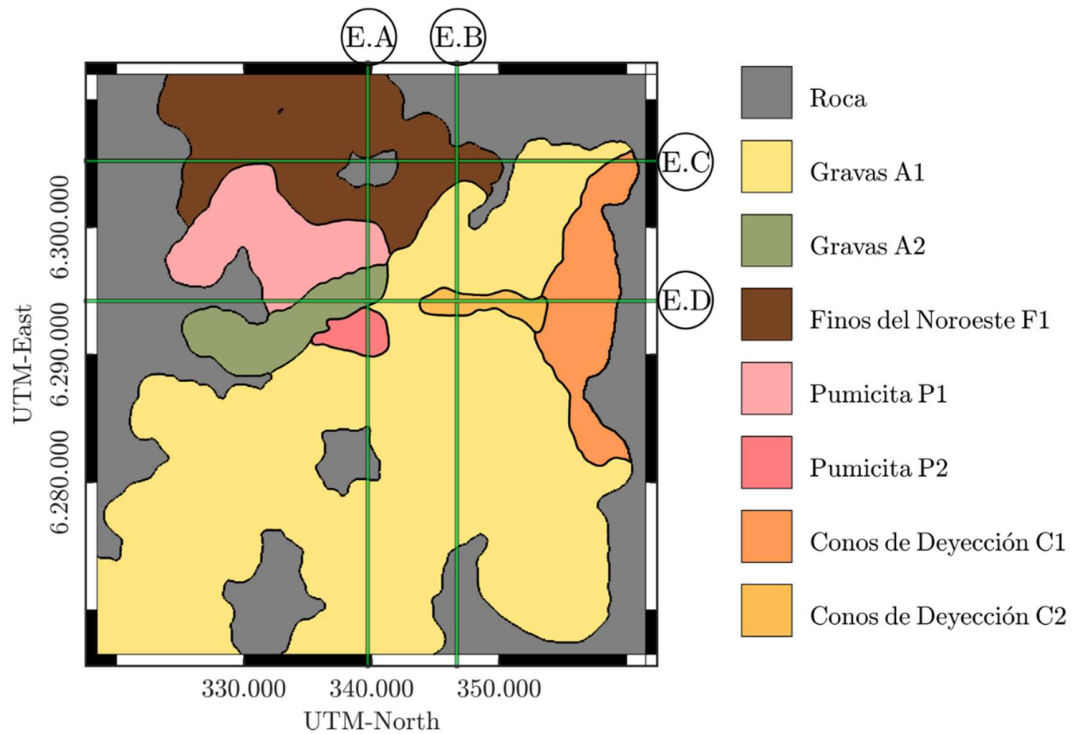 E.A
E.B
E.C
E.D
UTM-East
6.300.000
6.290.000
6.280.000
330.000
340.000
350.000
UTM-North
Roca
Gravas A1
Gravas A2
Finos del Noroeste F1
Pumicita P1
Pumicita P2
Conos de Deyección C1
Conos de Deyección C2